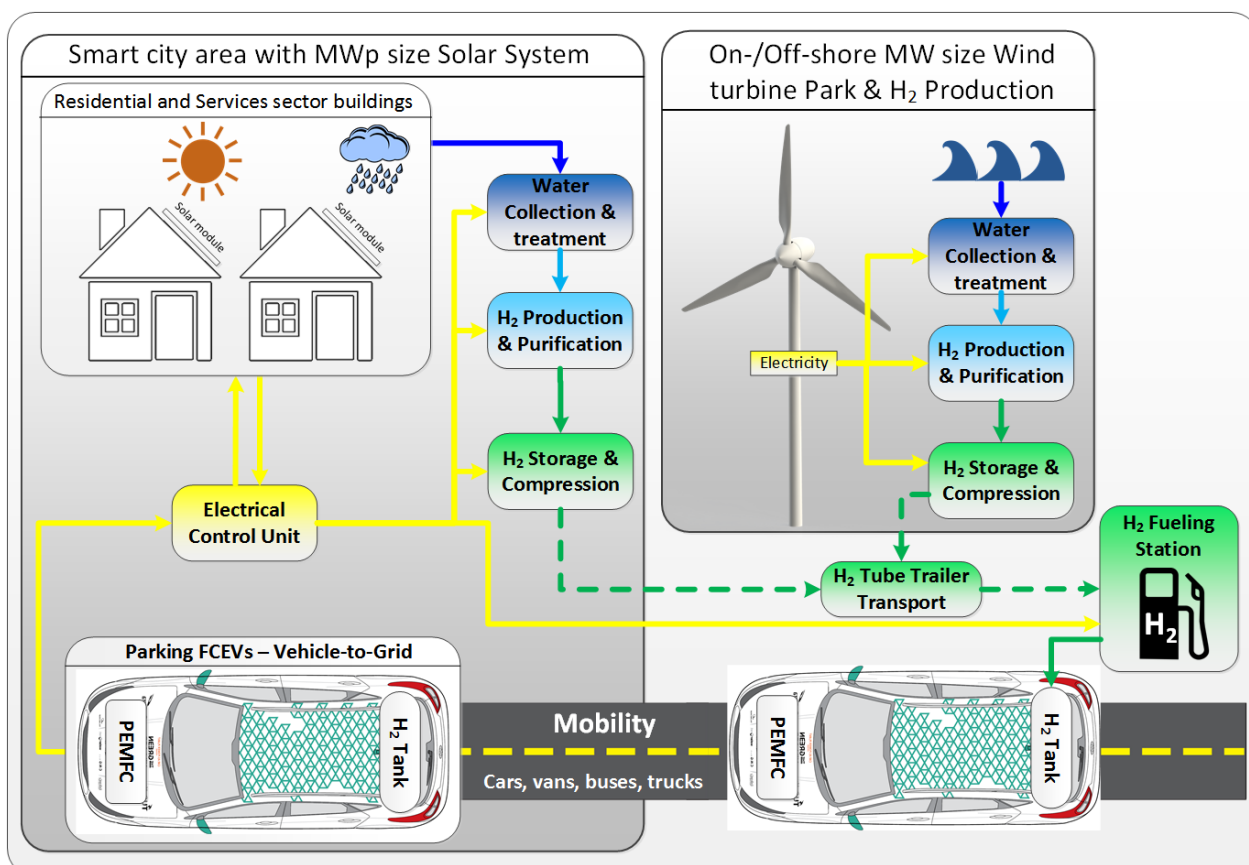 Smart city area with MWp size Solar System
Residential and Services sector buildings
Solar module
Solar module
Water
Collection &
treatment
H₂ Production
& Purification
H₂ Storage &
Compression
Electrical
Control Unit
On-/Off-shore MW size Wind
turbine Park & H₂ Production
Water
Collection &
treatment
Electricity
H₂ Production
& Purification
H₂ Storage &
Compression
H₂ Tube Trailer
Transport
H₂ Fueling
Station
H₂
Parking FCEVs – Vehicle-to-Grid
PEMFC
H₂ Tank
Mobility
Cars, vans, buses, trucks
PEMFC
H₂ Tank